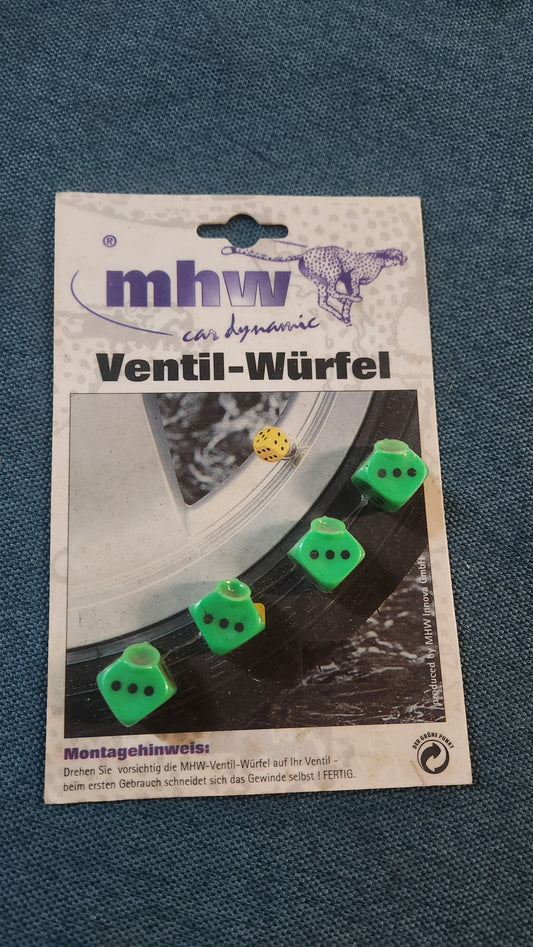 ®
mhw
car dynamic
Ventil-Würfel
Produced by MHW Innova GmbH
Montagehinweis:
Drehen Sie vorsichtig die MHW-Ventil-Würfel auf Ihr Ventil -
beim ersten Gebrauch schneidet sich das Gewinde selbst ! FERTIG.
DER GRÜNE PUNKT